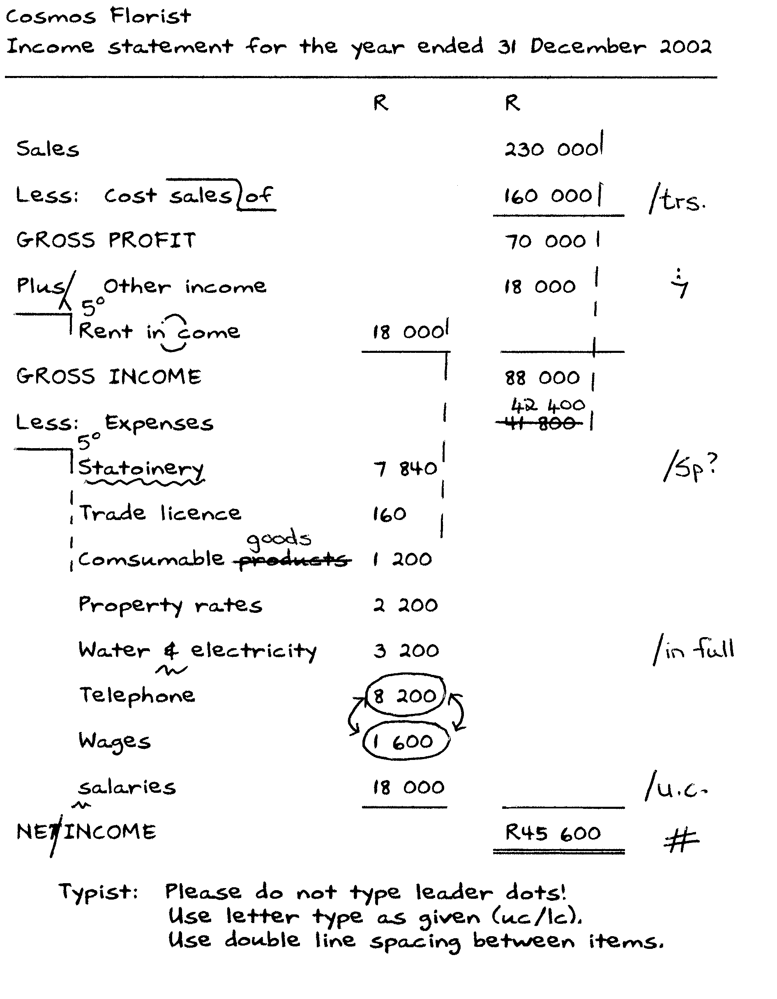 Cosmos Florist
Income statement for the year ended 31 December 2002
R R
Sales 230 000
Less: Cost sales of 160 000 /trs.
GROSS PROFIT 70 000
Plus Other income 18 000 :
5°
Rent in come 18 000
GROSS INCOME 88 000
42 400
Less: Expenses 41 800
5°
Statoinery 7 840 /sp?
Trade licence 160
goods
Comsumable products 1 200
Property rates 2 200
Water & electricity 3 200 /in full
Telephone 8 200
Wages 1 600
salaries 18 000 /u.c.
NET/INCOME R45 600 #
Typist: Please do not type leader dots!
Use letter type as given (uc/lc).
Use double line spacing between items.